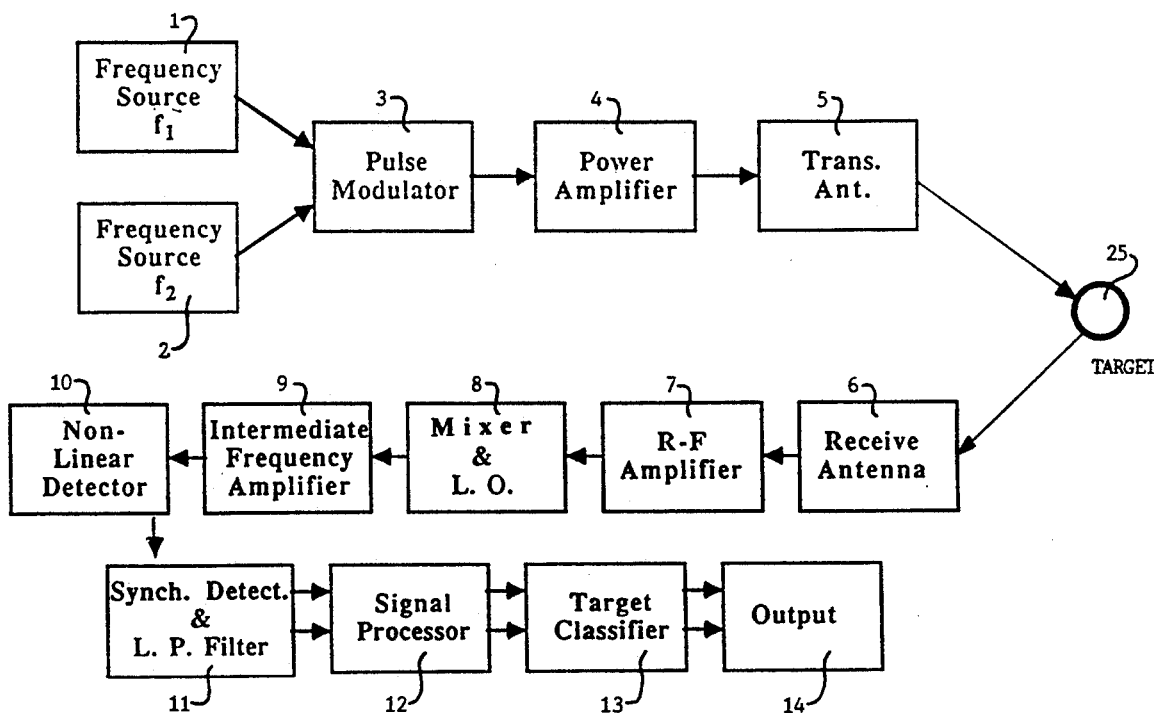 1
Frequency
Source
f1
3
Pulse
Modulator
4
Power
Amplifier
5
Trans.
Ant.
Frequency
Source
f2
2
25
TARGET
10
Non-
Linear
Detector
9
Intermediate
Frequency
Amplifier
8
Mixer
&
L. O.
7
R-F
Amplifier
6
Receive
Antenna
Synch. Detect.
&
L. P. Filter
11
Signal
Processor
12
Target
Classifier
13
Output
14